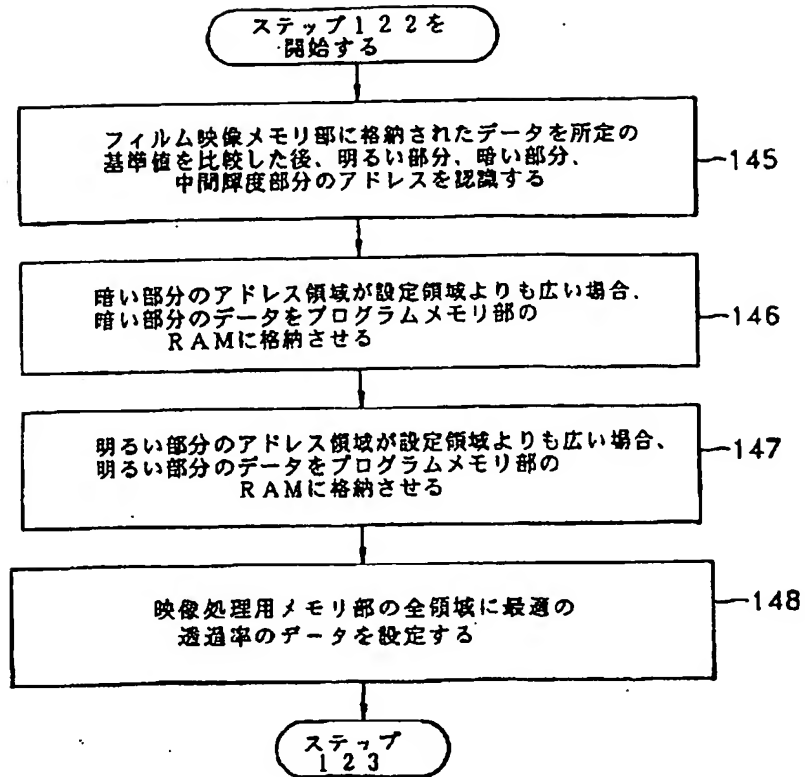 ステップ122を
開始する
フィルム映像メモリ部に格納されたデータを所定の
基準値を比較した後、明るい部分、暗い部分、
中間輝度部分のアドレスを認識する
145
暗い部分のアドレス領域が設定領域よりも広い場合、
暗い部分のデータをプログラムメモリ部の
RAMに格納させる
146
明るい部分のアドレス領域が設定領域よりも広い場合、
明るい部分のデータをプログラムメモリ部の
RAMに格納させる
147
映像処理用メモリ部の全領域に最適の
透過率のデータを設定する
148
ステップ
123